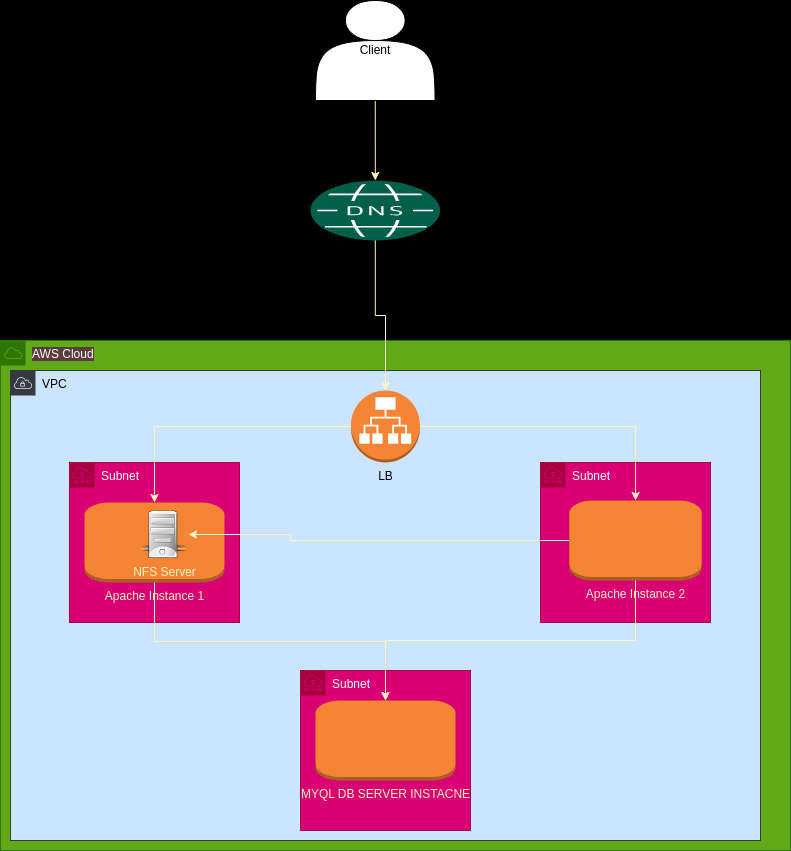 Client
DNS
AWS Cloud
VPC
LB
Subnet
Subnet
NFS Server
Apache Instance 1
Apache Instance 2
Subnet
MYQL DB SERVER INSTACNE